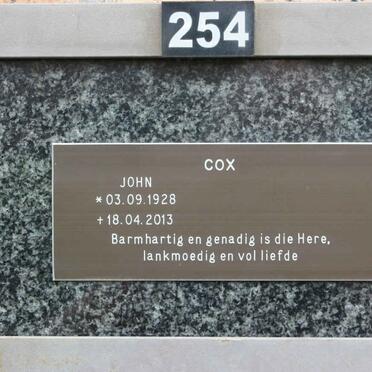 254
COX
JOHN
* 03.09.1928
+ 18.04.2013
Barmhartig en genadig is die Here,
lankmoedig en vol liefde